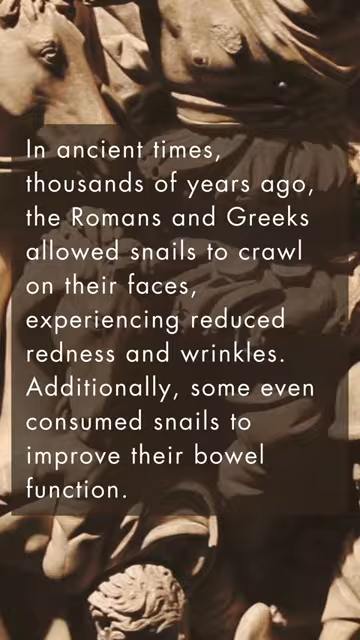 In ancient times,
thousands of years ago,
the Romans and Greeks
allowed snails to crawl
on their faces,
experiencing reduced
redness and wrinkles.
Additionally, some even
consumed snails to
improve their bowel
function.